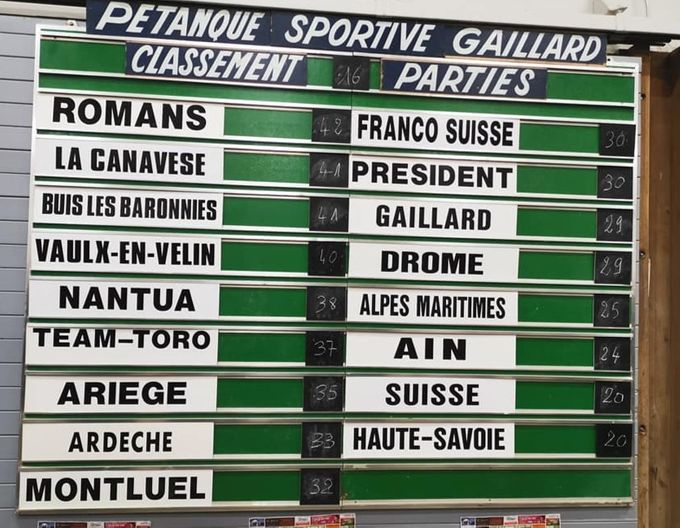 PETANQUE SPORTIVE GAILLARD
CLASSEMENT 16 PARTIES
ROMANS 42
LA CANAVESE 41
BUIS LES BARONNIES 41
VAULX-EN-VELIN 40
NANTUA 38
TEAM-TORO 37
ARIEGE 35
ARDECHE 33
MONTLUEL 32
FRANCO SUISSE 30
PRESIDENT 30
GAILLARD 29
DROME 29
ALPES MARITIMES 25
AIN 24
SUISSE 20
HAUTE-SAVOIE 20